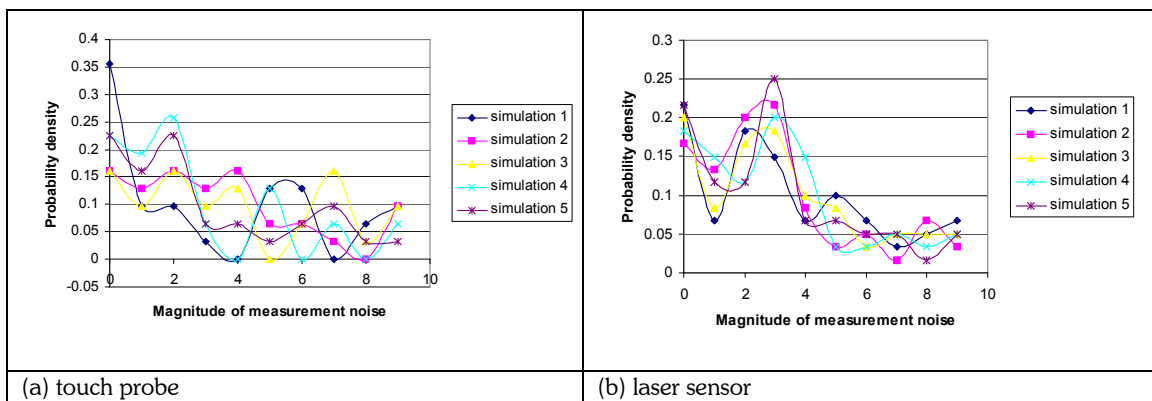 0.4
0.35
0.3
0.25
0.2
0.15
0.1
0.05
0
-0.05
0 2 4 6 8 10
Probability density
Magnitude of measurement noise
simulation 1
simulation 2
simulation 3
simulation 4
simulation 5
(a) touch probe
0.3
0.25
0.2
0.15
0.1
0.05
0
0 2 4 6 8 10
Probability density
Magnitude of measurement noise
simulation 1
simulation 2
simulation 3
simulation 4
simulation 5
(b) laser sensor